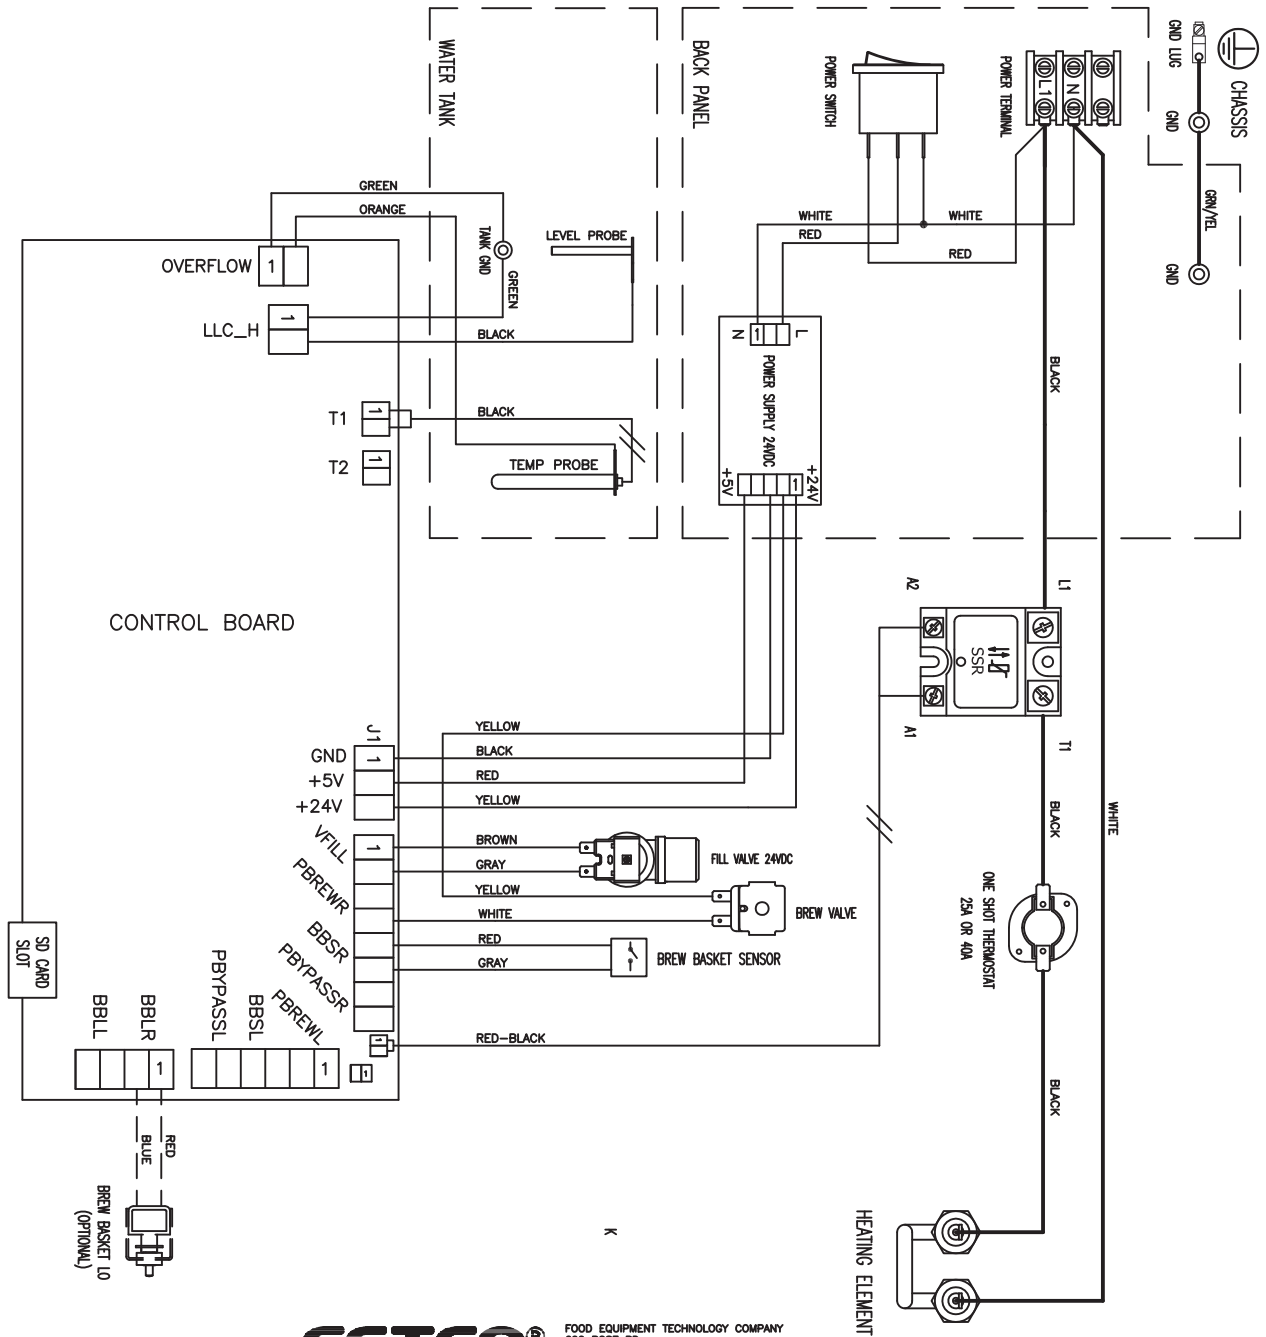 GND LUG
CHASSIS
GND
GRN/YEL
GND
WATER TANK
BACK PANEL
POWER SWITCH
POWER TERMINAL
L1
N
GREEN
ORANGE
WHITE
WHITE
RED
RED
OVERFLOW
1
TANK GND
GREEN
LEVEL PROBE
LLC_H
1
BLACK
N
1
L
POWER SUPPLY 24VDC
BLACK
T1
1
BLACK
T2
1
TEMP PROBE
+5V
1
+24V
CONTROL BOARD
A2
L1
SSR
A1
T1
J1
YELLOW
GND
1
BLACK
+5V
RED
+24V
YELLOW
BLACK
WHITE
VFILL
1
BROWN
GRAY
FILL VALVE 24VDC
PBREWR
YELLOW
WHITE
BREW VALVE
ONE SHOT THERMOSTAT
25A OR 40A
BBSR
RED
GRAY
BREW BASKET SENSOR
PBYPASSR
SD CARD
SLOT
BBLL
BBLR
PBYPASSL
BBSL
PBREWL
1
RED-BLACK
1
1
1
BLACK
BLUE
RED
BREW BASKET LO
(OPTIONAL)
K
HEATING ELEMENT
FOOD EQUIPMENT TECHNOLOGY COMPANY